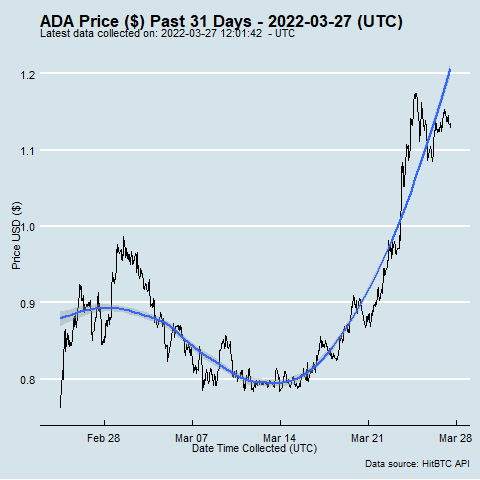 ADA Price ($) Past 31 Days - 2022-03-27 (UTC)
Latest data collected on: 2022-03-27 12:01:42 - UTC
1.2
1.1
1.0
0.9
0.8
Price USD ($)
Feb 28 Mar 07 Mar 14 Mar 21 Mar 28
Date Time Collected (UTC)
Data source: HitBTC API